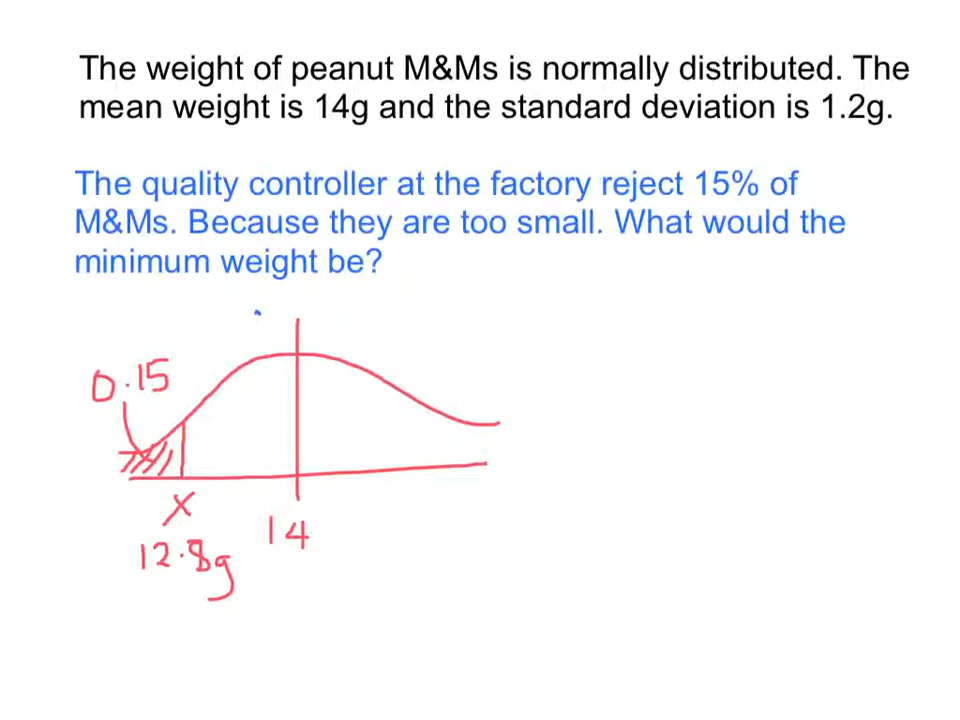 The weight of peanut M&Ms is normally distributed. The
mean weight is 14g and the standard deviation is 1.2g.
The quality controller at the factory reject 15% of
M&Ms. Because they are too small. What would the
minimum weight be?
0.15
x
14
12.8g